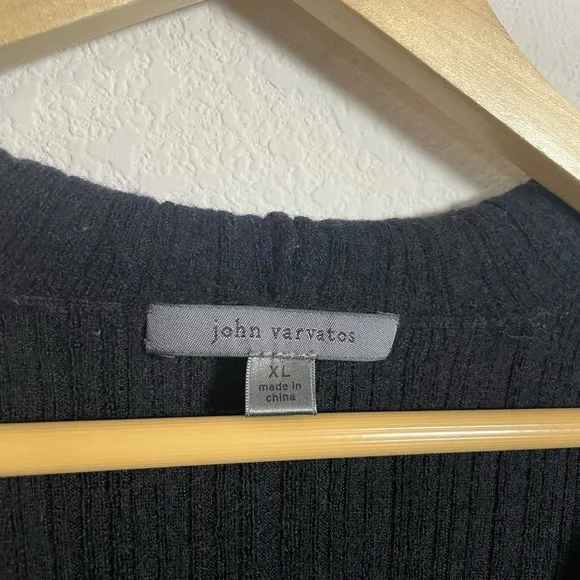 john varvatos
XL
made in
china